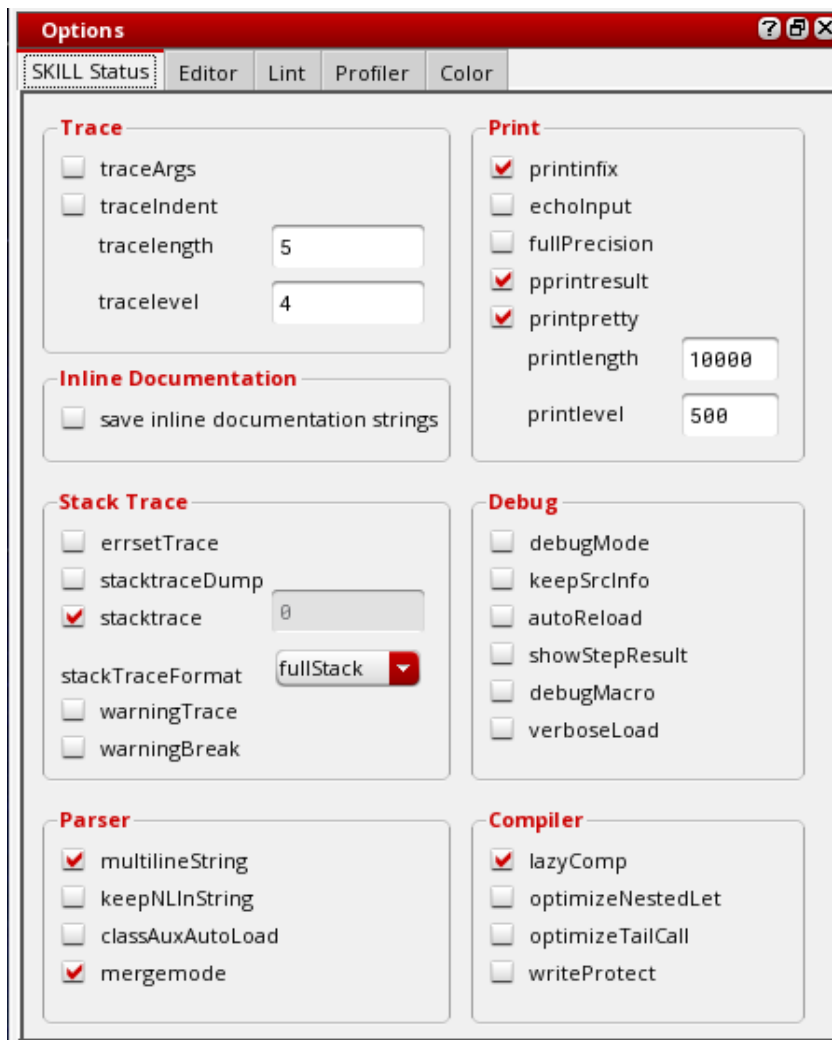 Options
SKILL Status
Editor
Lint
Profiler
Color
Trace
traceArgs
traceIndent
tracelength 5
tracelevel 4
Inline Documentation
save inline documentation strings
Stack Trace
errsetTrace
stacktraceDump
stacktrace 0
stackTraceFormat fullStack
warningTrace
warningBreak
Parser
multilineString
keepNLInString
classAuxAutoLoad
mergemode
Print
printinfix
echoInput
fullPrecision
pprintresult
printpretty
printlength 10000
printlevel 500
Debug
debugMode
keepSrcInfo
autoReload
showStepResult
debugMacro
verboseLoad
Compiler
lazyComp
optimizeNestedLet
optimizeTailCall
writeProtect